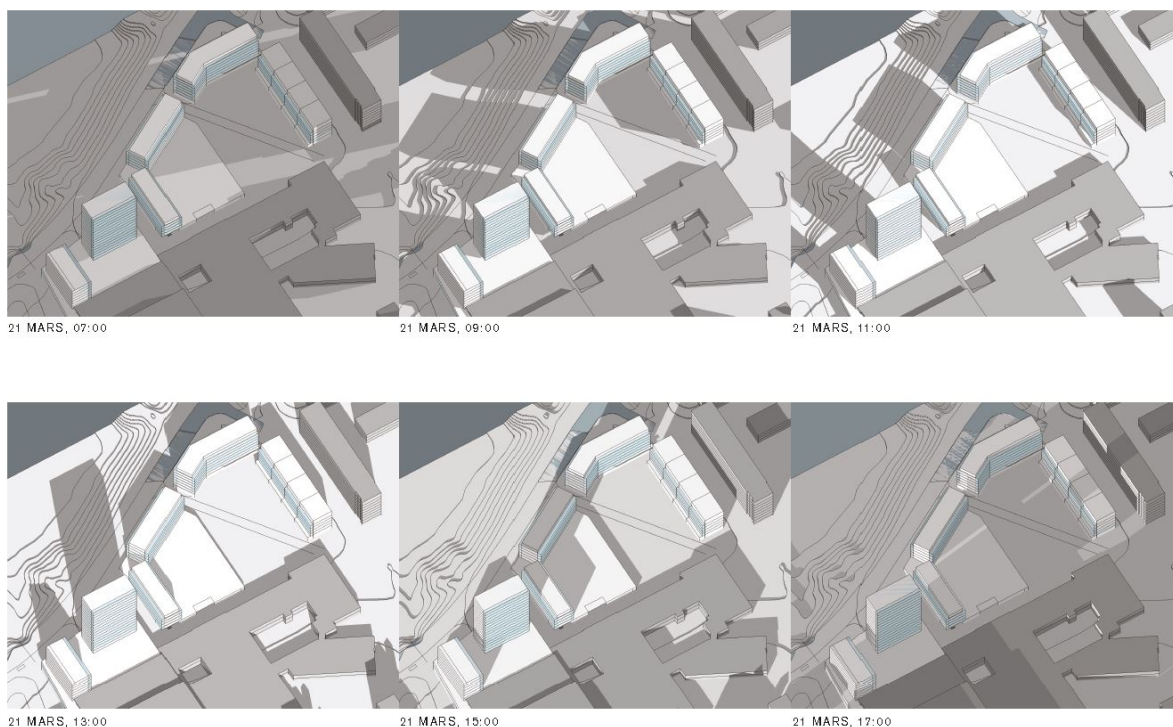 21 MARS, 07:00
21 MARS, 09:00
21 MARS, 11:00
21 MARS, 13:00
21 MARS, 15:00
21 MARS, 17:00